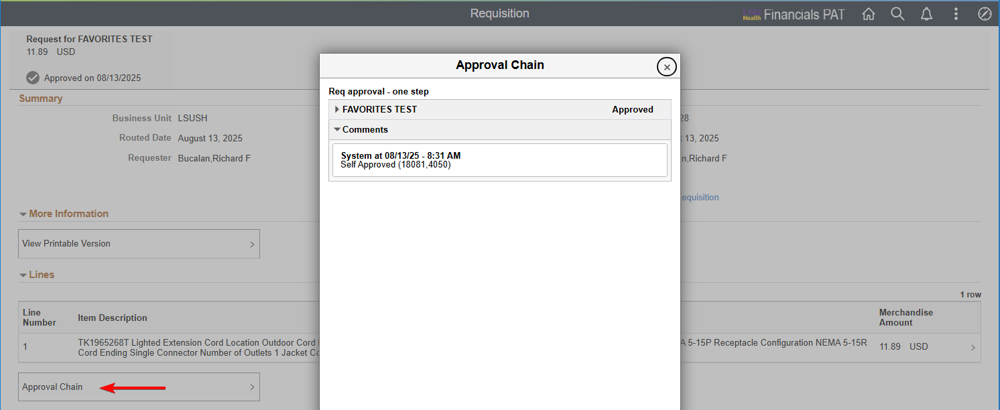 Requisition
Health Financials PAT
Request for FAVORITES TEST
11.89 USD
Approved on 08/13/2025
Summary
Business Unit LSUSH
28
Routed Date August 13, 2025
13, 2025
Requester Bucalan,Richard F
n,Richard F
equisition
More Information
View Printable Version
Lines
1 row
Line Number
Item Description
Merchandise Amount
1
TK1965268T Lighted Extension Cord Location Outdoor Cord
A 5-15P Receptacle Configuration NEMA 5-15R
Cord Ending Single Connector Number of Outlets 1 Jacket Co
11.89 USD
Approval Chain
Approval Chain
Req approval - one step
FAVORITES TEST Approved
Comments
System at 08/13/25 - 8:31 AM
Self Approved (18081,4050)